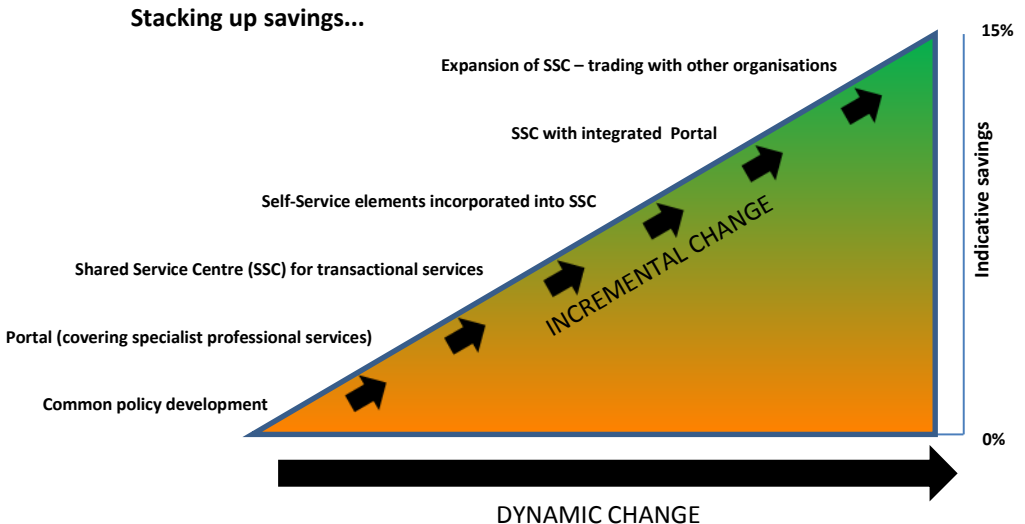 Stacking up savings...
15%
Expansion of SSC – trading with other organisations
SSC with integrated Portal
Self-Service elements incorporated into SSC
Shared Service Centre (SSC) for transactional services
Portal (covering specialist professional services)
Common policy development
INCREMENTAL CHANGE
Indicative savings
0%
DYNAMIC CHANGE